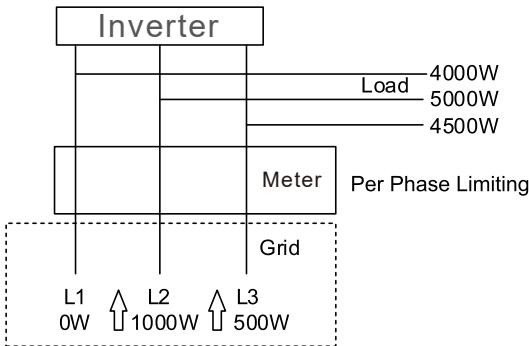 Inverter
4000W
Load
5000W
4500W
Meter
Per Phase Limiting
Grid
L1 L2 L3
0W 1000W 500W